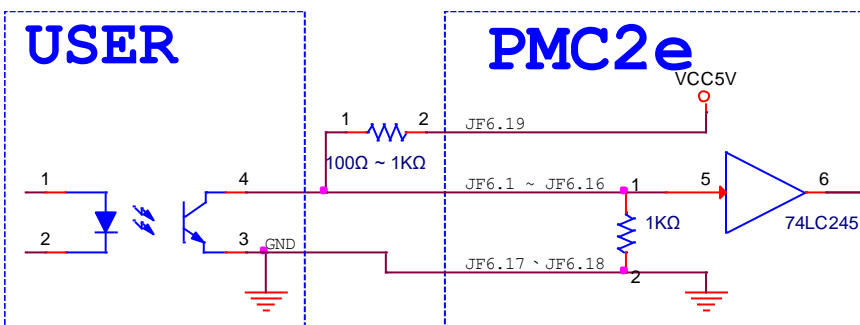 USER
PMC2e
VCC5V
1
2
JF6.19
100Ω ~ 1KΩ
1
4
JF6.1 ~ JF6.16
1
5
6
1KΩ
74LC245
2
3
GND
JF6.17、JF6.18
2